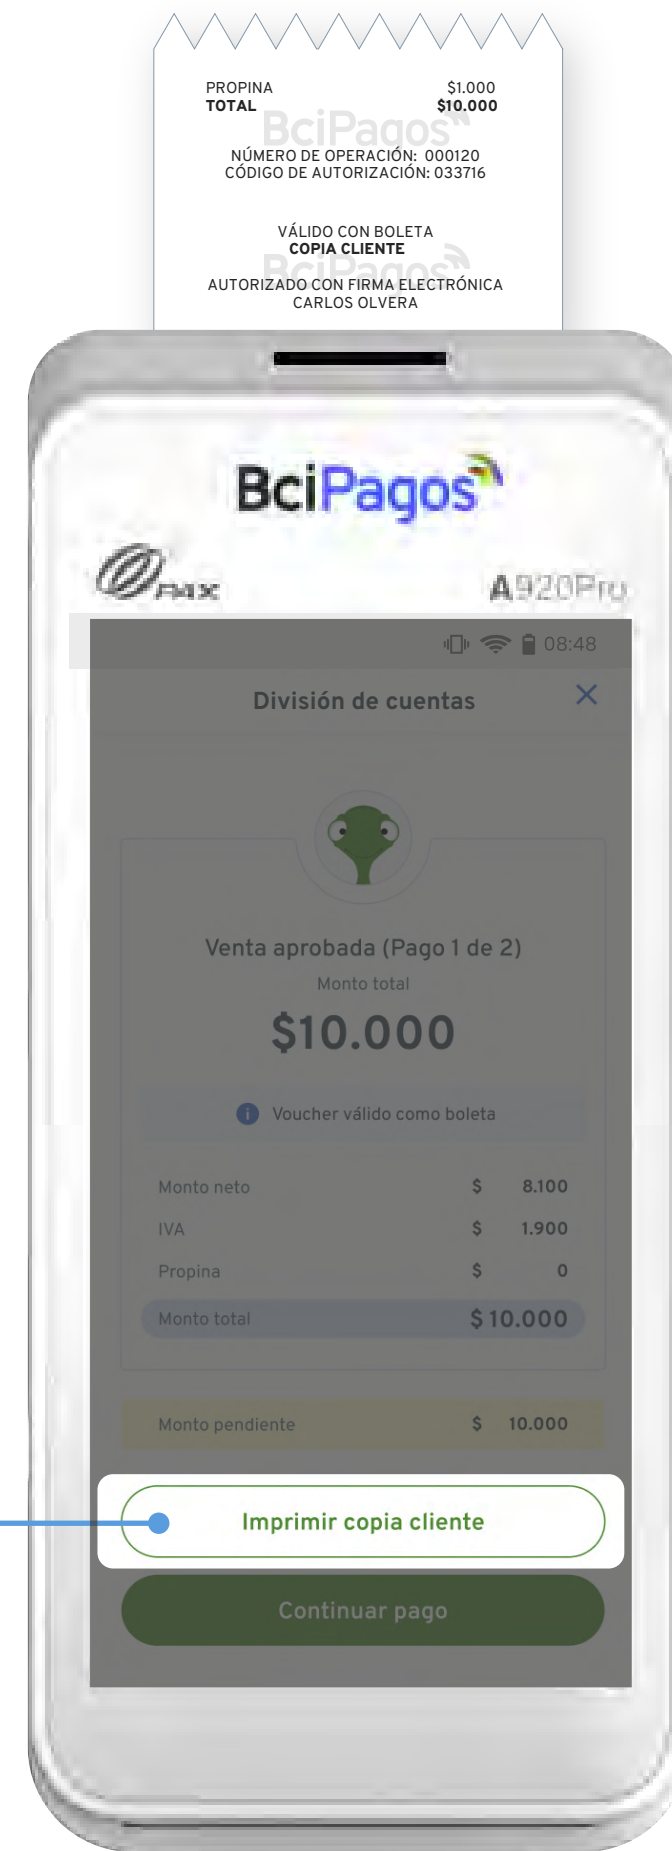 PROPINA $1.000
TOTAL $10.000
BciPagos
NÚMERO DE OPERACIÓN: 000120
CÓDIGO DE AUTORIZACIÓN: 033716
VÁLIDO CON BOLETA
COPIA CLIENTE
BciPagos
AUTORIZADO CON FIRMA ELECTRÓNICA
CARLOS OLVERA
BciPagos
PAX A920Pro
08:48
División de cuentas
Venta aprobada (Pago 1 de 2)
Monto total
$10.000
Voucher válido como boleta
Monto neto $ 8.100
IVA $ 1.900
Propina $ 0
Monto total $10.000
Monto pendiente $ 10.000
Imprimir copia cliente
Continuar pago